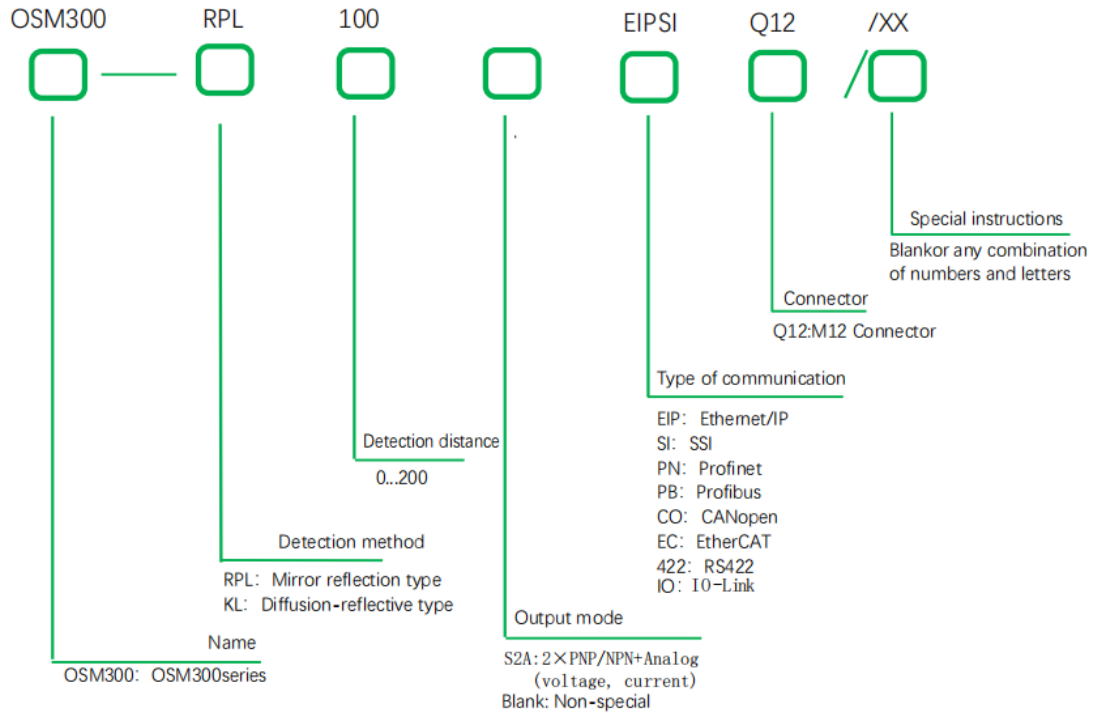 OSM300 RPL 100 EIPSI Q12 /XX
Special instructions
Blankor any combination
of numbers and letters
Connector
Q12:M12 Connector
Type of communication
EIP: Ethernet/IP
SI: SSI
PN: Profinet
PB: Profibus
CO: CANopen
EC: EtherCAT
422: RS422
IO: IO-Link
Detection distance
0...200
Detection method
RPL: Mirror reflection type
KL: Diffusion-reflective type
Output mode
S2A:2×PNP/NPN+Analog
(voltage, current)
Blank: Non-special
Name
OSM300: OSM300series